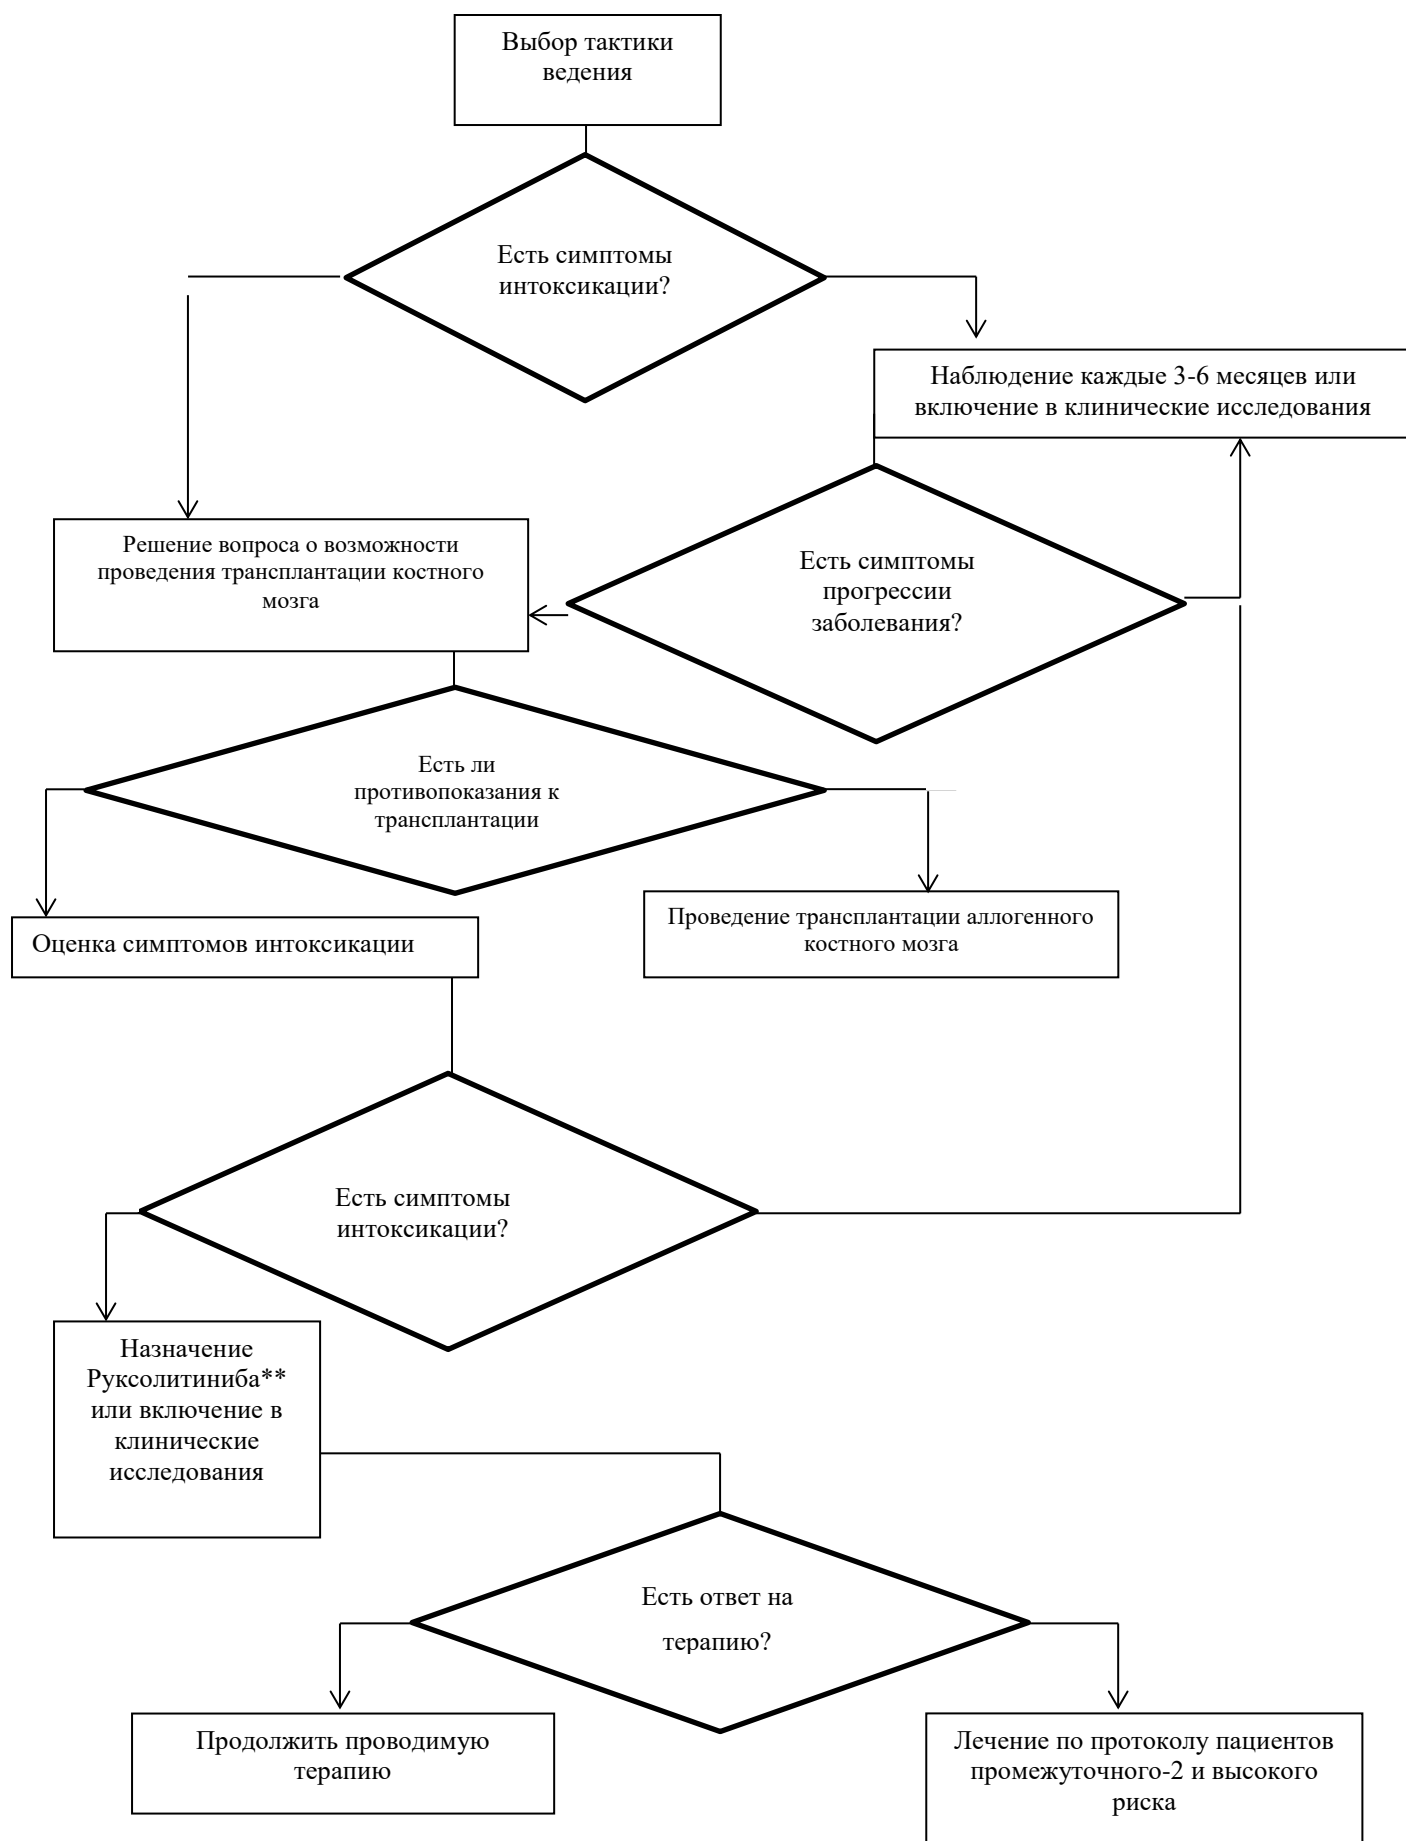 Выбор тактики
ведения
Есть симптомы
интоксикации?
Наблюдение каждые 3-6 месяцев или
включение в клинические исследования
Решение вопроса о возможности
проведения трансплантации костного
мозга
Есть симптомы
прогрессии
заболевания?
Есть ли
противопоказания к
трансплантации
Проведение трансплантации аллогенного
костного мозга
Оценка симптомов интоксикации
Есть симптомы
интоксикации?
Назначение
Руксолитиниба**
или включение в
клинические
исследования
Есть ответ на
терапию?
Продолжить проводимую
терапию
Лечение по протоколу пациентов
промежуточного-2 и высокого
риска